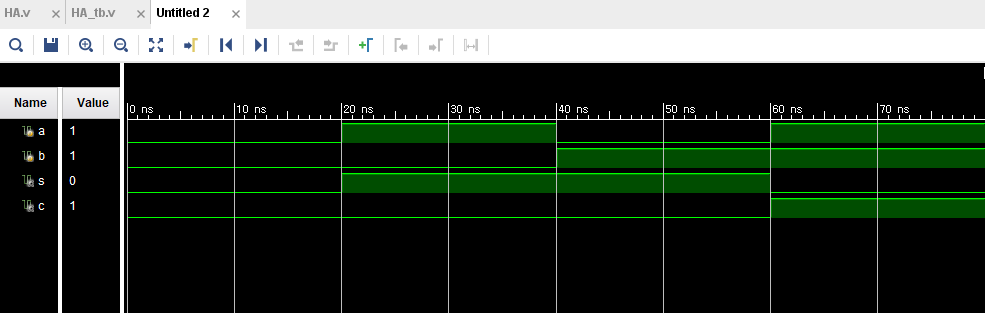 HA.v × HA_tb.v × Untitled 2 ×
Name Value
0 ns 10 ns 20 ns 30 ns 40 ns 50 ns 60 ns 70 ns
a 1
b 1
s 0
c 1